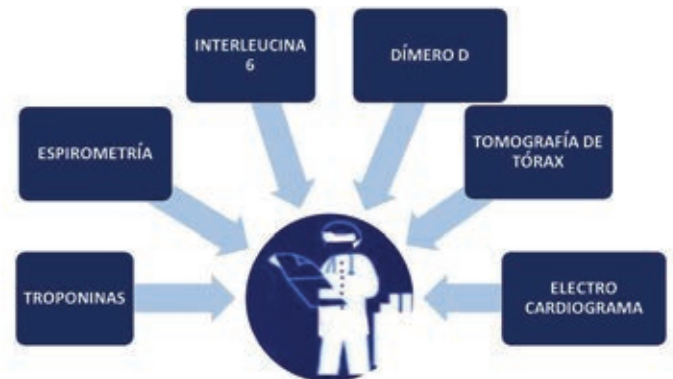 INTERLEUCINA
6
DÍMERO D
ESPIROMETRÍA
TOMOGRAFÍA DE
TÓRAX
TROPONINAS
ELECTRO
CARDIOGRAMA